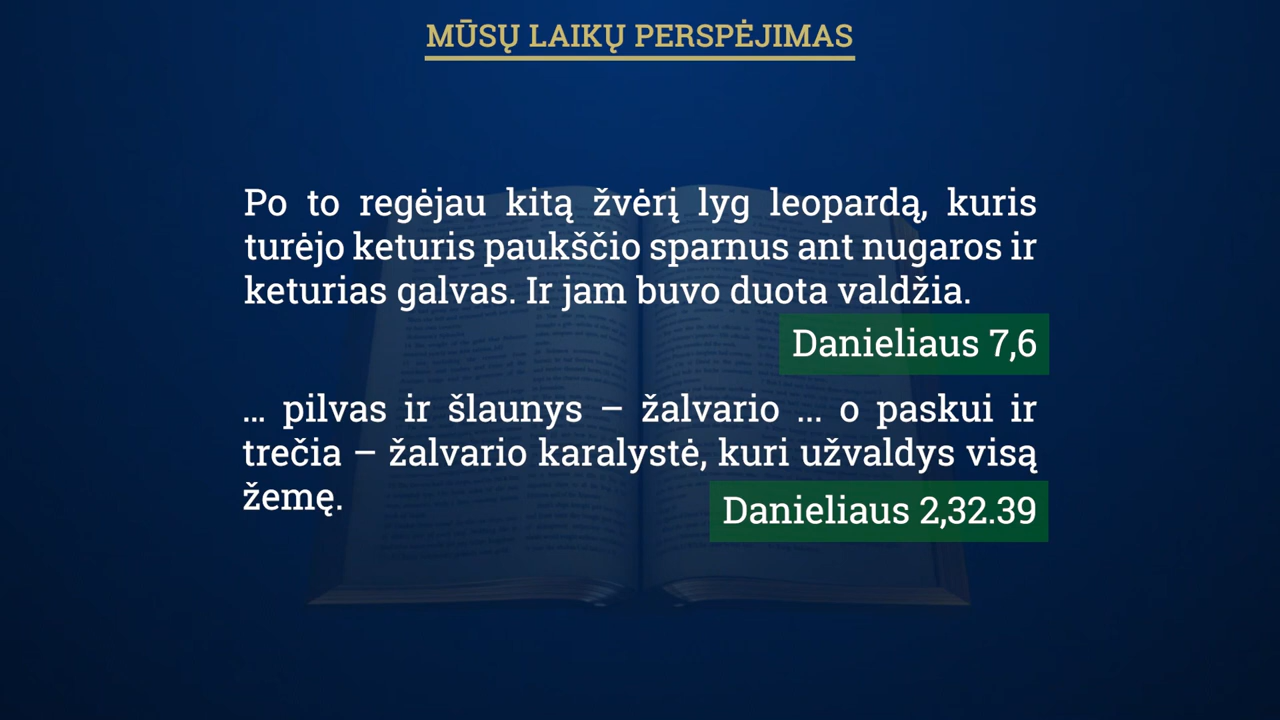 MŪSŲ LAIKŲ PERSPĖJIMAS
Po to regėjau kitą žvėrį lyg leopardą, kuris
turėjo keturis paukščio sparnus ant nugaros ir
keturias galvas. Ir jam buvo duota valdžia.
Danieliaus 7,6
... pilvas ir šlaunys – žalvario ... o paskui ir
trečia – žalvario karalystė, kuri užvaldys visą
žemę.
Danieliaus 2,32.39